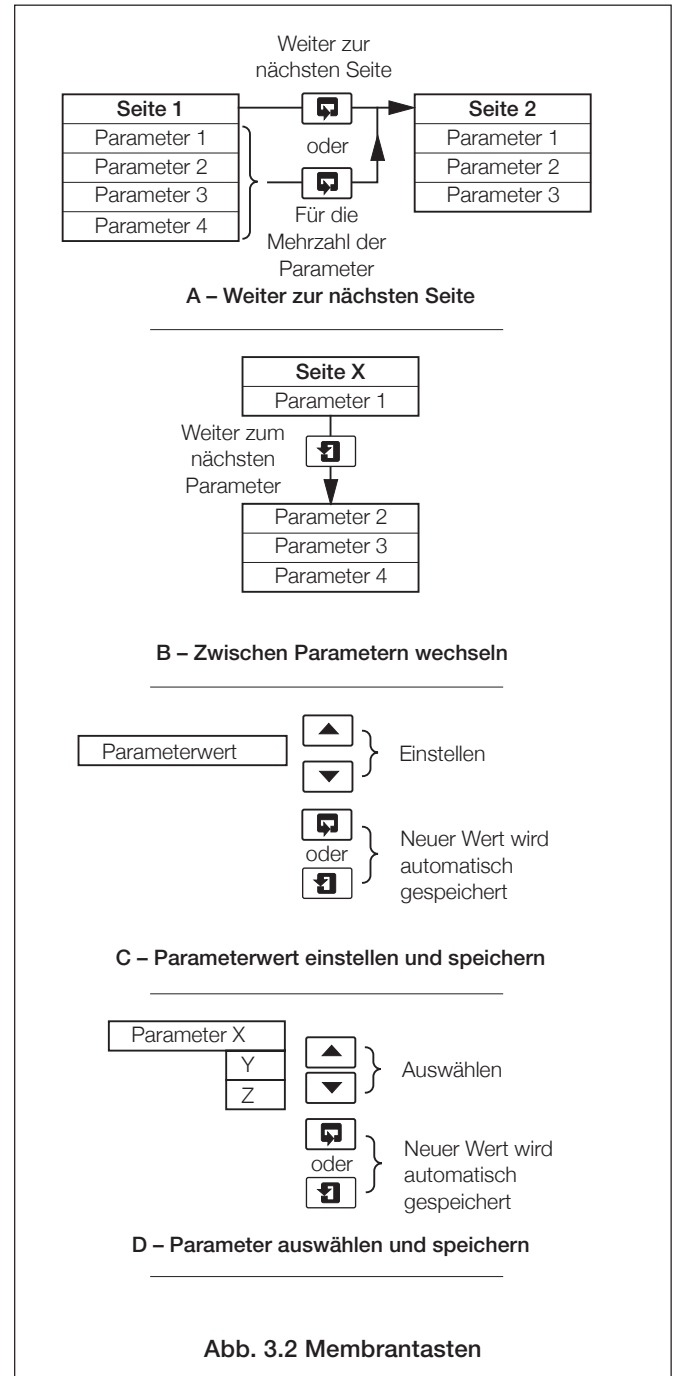 Weiter zur
nächsten Seite
Seite 1
Parameter 1
Parameter 2
Parameter 3
Parameter 4
oder
Für die
Mehrzahl der
Parameter
Seite 2
Parameter 1
Parameter 2
Parameter 3
A – Weiter zur nächsten Seite
Seite X
Parameter 1
Weiter zum
nächsten
Parameter
Parameter 2
Parameter 3
Parameter 4
B – Zwischen Parametern wechseln
Parameterwert
Einstellen
oder
Neuer Wert wird
automatisch
gespeichert
C – Parameterwert einstellen und speichern
Parameter X
Y
Z
Auswählen
oder
Neuer Wert wird
automatisch
gespeichert
D – Parameter auswählen und speichern
Abb. 3.2 Membrantasten